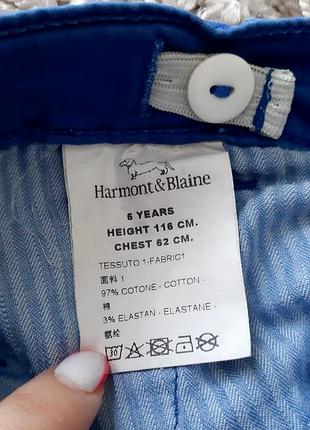 Harmont&Blaine
6 YEARS
HEIGHT 116 CM.
CHEST 62 CM.
TESSUTO 1-FABRIC1
面料 1
97% COTONE - COTTON -
棉
3% ELASTAN - ELASTANE -
氨纶
30